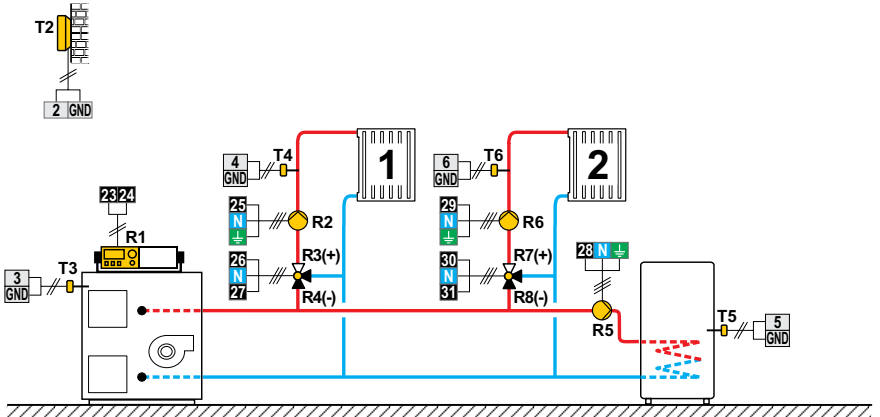 T2
2 GND
4
GND
T4
1
6
GND
T6
2
23 24
R1
25
N
R2
29
N
R6
3
GND
T3
26
N
27
R3(+)
R4(-)
30
N
31
R7(+)
R8(-)
28 N
R5
T5
5
GND